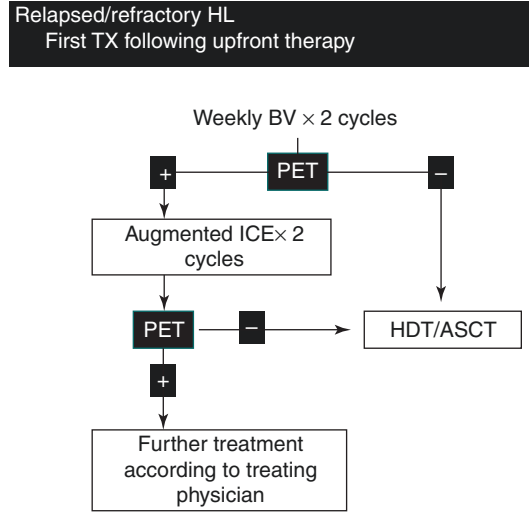 Relapsed/refractory HL
First TX following upfront therapy
Weekly BV × 2 cycles
+
PET
−
Augmented ICE× 2
cycles
PET
−
HDT/ASCT
+
Further treatment
according to treating
physician